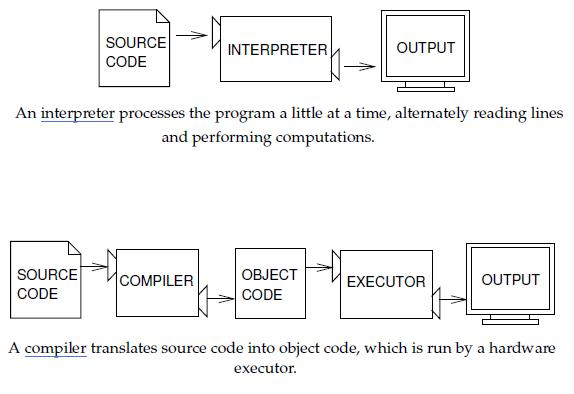 SOURCE
CODE
INTERPRETER
OUTPUT
An interpreter processes the program a little at a time, alternately reading lines
and performing computations.
SOURCE
CODE
COMPILER
OBJECT
CODE
EXECUTOR
OUTPUT
A compiler translates source code into object code, which is run by a hardware
executor.